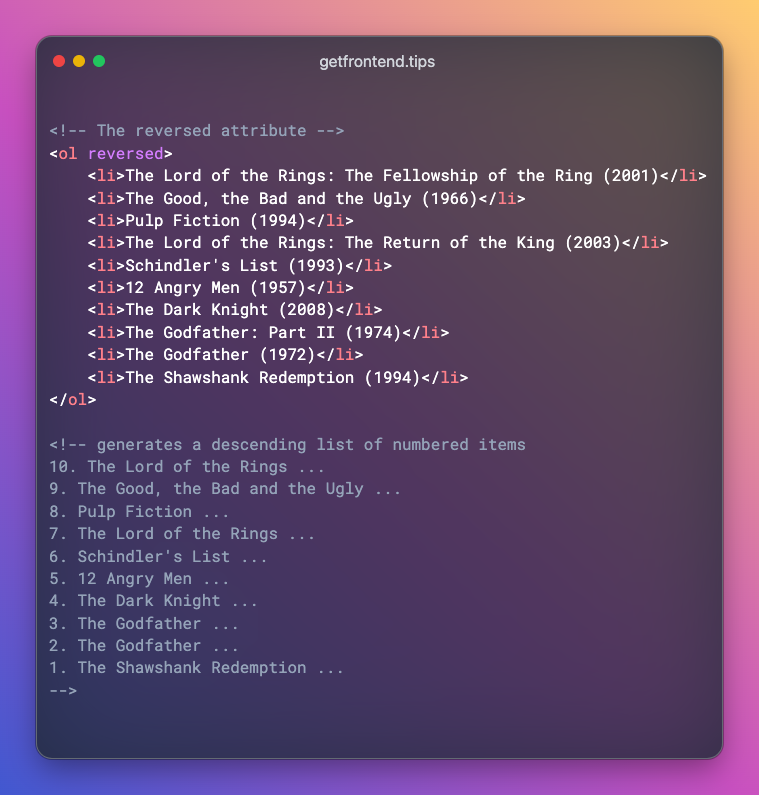 getfrontend.tips
<!-- The reversed attribute -->
<ol reversed>
    <li>The Lord of the Rings: The Fellowship of the Ring (2001)</li>
    <li>The Good, the Bad and the Ugly (1966)</li>
    <li>Pulp Fiction (1994)</li>
    <li>The Lord of the Rings: The Return of the King (2003)</li>
    <li>Schindler's List (1993)</li>
    <li>12 Angry Men (1957)</li>
    <li>The Dark Knight (2008)</li>
    <li>The Godfather: Part II (1974)</li>
    <li>The Godfather (1972)</li>
    <li>The Shawshank Redemption (1994)</li>
</ol>
<!-- generates a descending list of numbered items
10. The Lord of the Rings ...
9. The Good, the Bad and the Ugly ...
8. Pulp Fiction ...
7. The Lord of the Rings ...
6. Schindler's List ...
5. 12 Angry Men ...
4. The Dark Knight ...
3. The Godfather ...
2. The Godfather ...
1. The Shawshank Redemption ...
-->